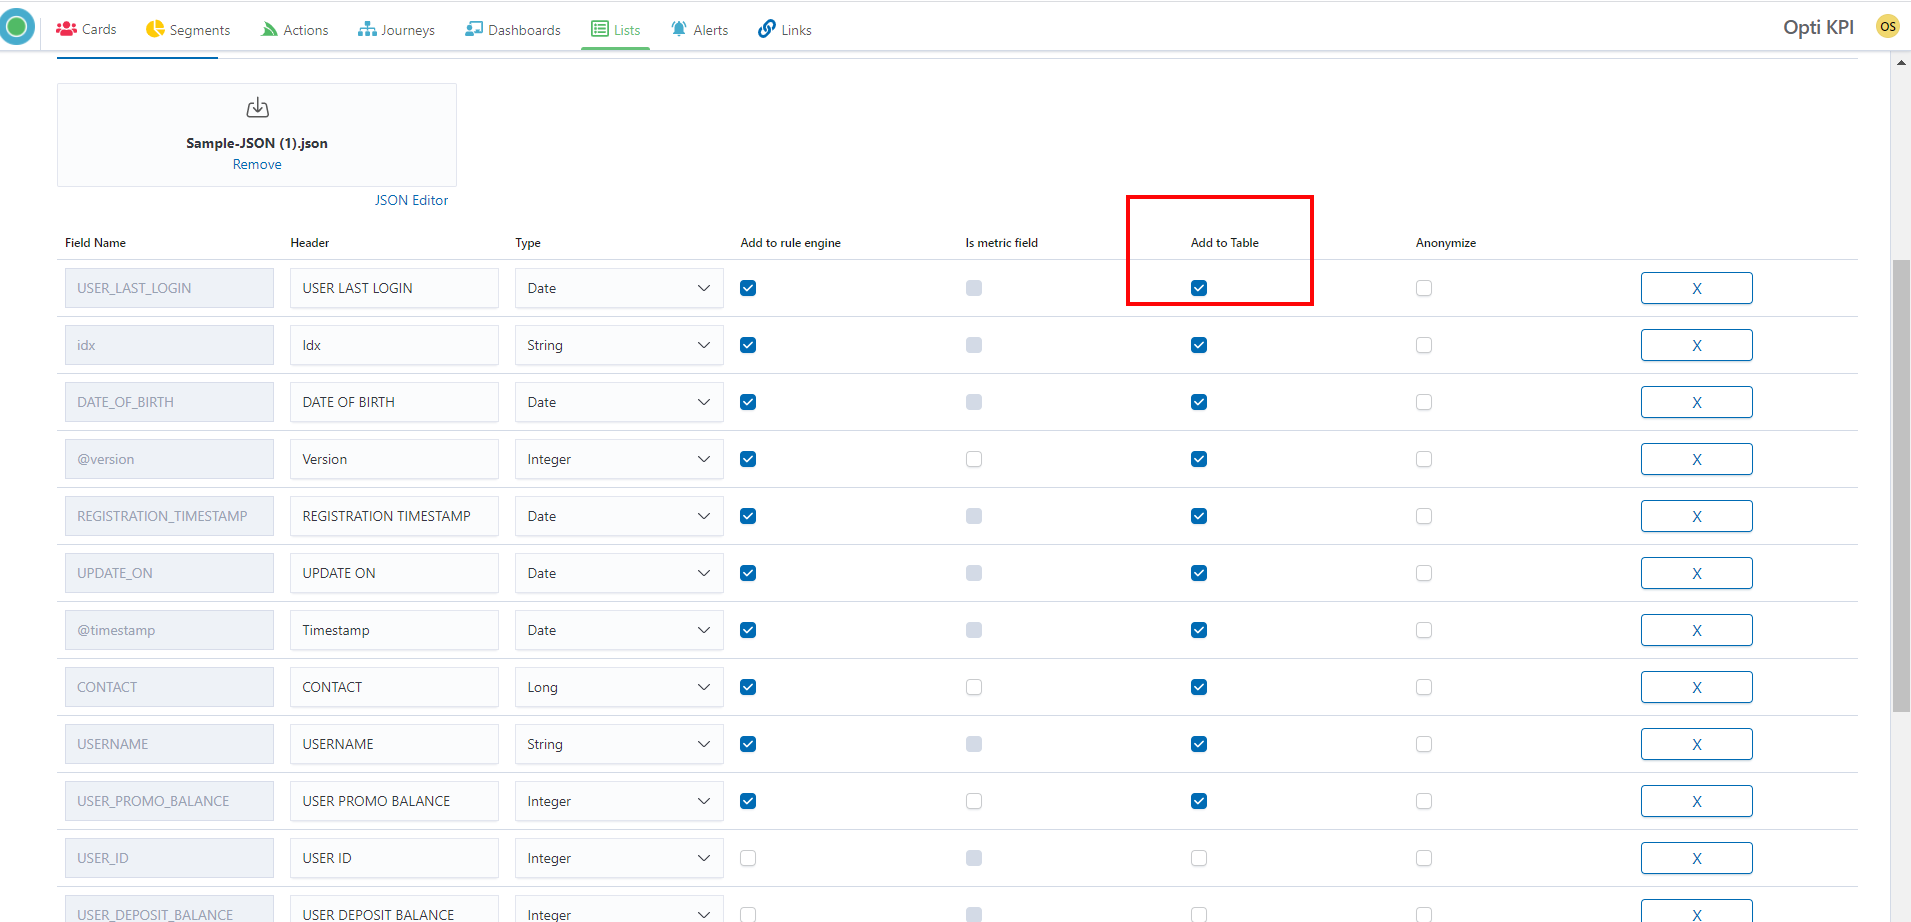 Cards Segments Actions Journeys Dashboards Lists Alerts Links Opti KPI OS
Sample-JSON (1).json
Remove
JSON Editor
Field Name Header Type Add to rule engine Is metric field Add to Table Anonymize
USER_LAST_LOGIN USER LAST LOGIN Date X
idx Idx String X
DATE_OF_BIRTH DATE OF BIRTH Date X
@version Version Integer X
REGISTRATION_TIMESTAMP REGISTRATION TIMESTAMP Date X
UPDATE_ON UPDATE ON Date X
@timestamp Timestamp Date X
CONTACT CONTACT Long X
USERNAME USERNAME String X
USER_PROMO_BALANCE USER PROMO BALANCE Integer X
USER_ID USER ID Integer X
USER_DEPOSIT_BALANCE USER DEPOSIT BALANCE Integer X